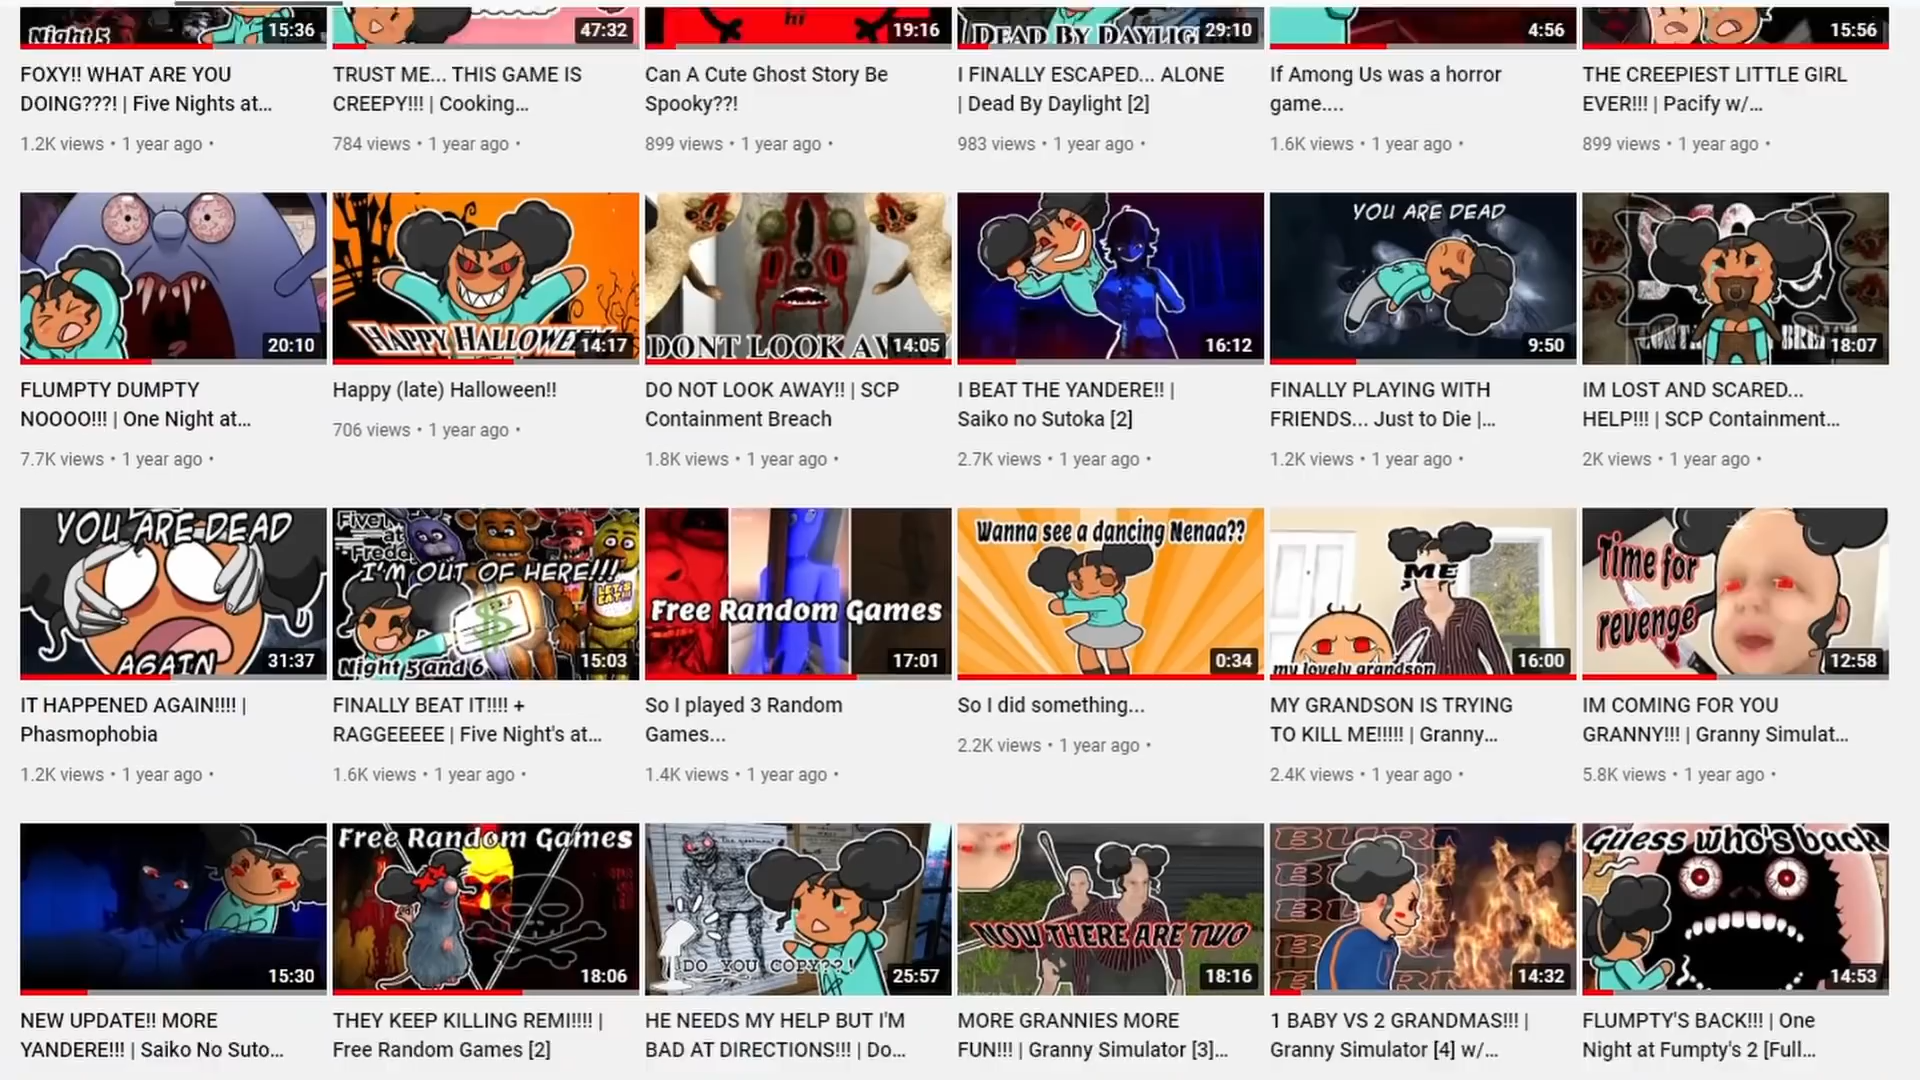 Night 5
15:36
47:32
hi
19:16
DEAD BY DAYLIGH
29:10
4:56
15:56
FOXY!! WHAT ARE YOU
DOING???! | Five Nights at...
1.2K views • 1 year ago •
TRUST ME... THIS GAME IS
CREEPY!!! | Cooking...
784 views • 1 year ago •
Can A Cute Ghost Story Be
Spooky??!
899 views • 1 year ago •
I FINALLY ESCAPED... ALONE
| Dead By Daylight [2]
983 views • 1 year ago •
If Among Us was a horror
game....
1.6K views • 1 year ago •
THE CREEPIEST LITTLE GIRL
EVER!!! | Pacify w/...
899 views • 1 year ago •
20:10
HAPPY HALLOWEEN
14:17
DONT LOOK AWAY
14:05
16:12
YOU ARE DEAD
9:50
18:07
FLUMPTY DUMPTY
NOOOO!!! | One Night at...
7.7K views • 1 year ago •
Happy (late) Halloween!!
706 views • 1 year ago •
DO NOT LOOK AWAY!! | SCP
Containment Breach
1.8K views • 1 year ago •
I BEAT THE YANDERE!! |
Saiko no Sutoka [2]
2.7K views • 1 year ago •
FINALLY PLAYING WITH
FRIENDS... Just to Die |...
1.2K views • 1 year ago •
IM LOST AND SCARED...
HELP!!! | SCP Containment...
2K views • 1 year ago •
YOU ARE DEAD
AGAIN
31:37
Five
at
Fredd
I'M OUT OF HERE!!!
LET'S
EAT!!!
Night 5 and 6
15:03
Free Random Games
17:01
Wanna see a dancing Nenaa??
0:34
ME
my lovely grandson
16:00
Time for
revenge
12:58
IT HAPPENED AGAIN!!!! |
Phasmophobia
1.2K views • 1 year ago •
FINALLY BEAT IT!!!! +
RAGGEEEEE | Five Night's at...
1.6K views • 1 year ago •
So I played 3 Random
Games...
1.4K views • 1 year ago •
So I did something...
2.2K views • 1 year ago •
MY GRANDSON IS TRYING
TO KILL ME!!!!! | Granny...
2.4K views • 1 year ago •
IM COMING FOR YOU
GRANNY!!! | Granny Simulat...
5.8K views • 1 year ago •
15:30
Free Random Games
18:06
DO YOU COPY??!
25:57
NOW THERE ARE TWO
18:16
BURN
14:32
Guess who's back
14:53
NEW UPDATE!! MORE
YANDERE!!! | Saiko No Suto...
THEY KEEP KILLING REMI!!!! |
Free Random Games [2]
HE NEEDS MY HELP BUT I'M
BAD AT DIRECTIONS!!! | Do...
MORE GRANNIES MORE
FUN!!! | Granny Simulator [3]...
1 BABY VS 2 GRANDMAS!!! |
Granny Simulator [4] w/...
FLUMPTY'S BACK!!! | One
Night at Fumpty's 2 [Full...